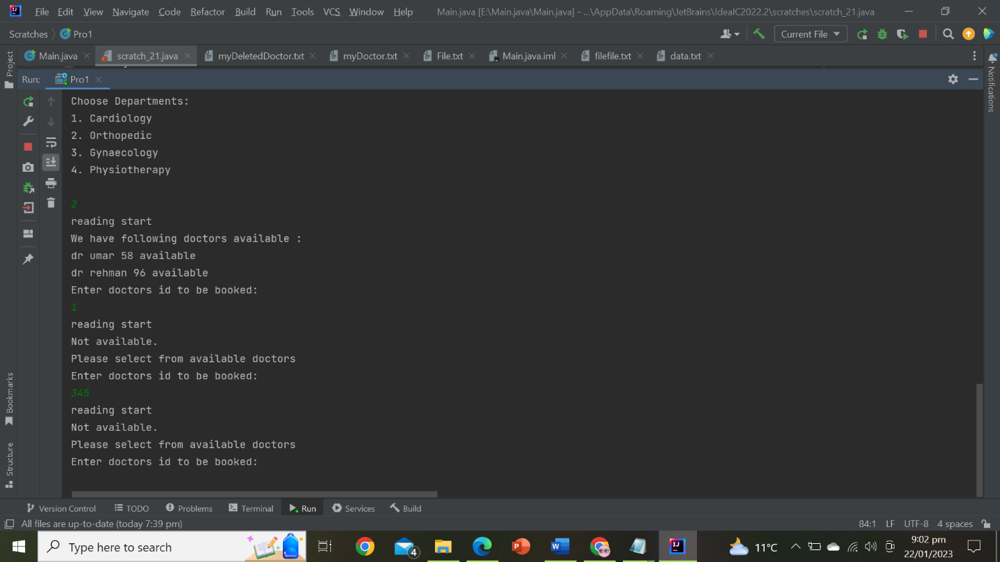 File Edit View Navigate Code Refactor Build Run Tools VCS Window Help Main.java [E:\Main.java\Main.java] - ...\AppData\Roaming\JetBrains\IdeaIC2022.2\scratches\scratch_21.java
Scratches Pro1 Current File
Project
Main.java scratch_21.java myDeletedDoctor.txt myDoctor.txt File.txt Main.java.iml filefile.txt data.txt
Notifications
Run: Pro1
Choose Departments:
1. Cardiology
2. Orthopedic
3. Gynaecology
4. Physiotherapy
2
reading start
We have following doctors available :
dr umar 58 available
dr rehman 96 available
Enter doctors id to be booked:
1
reading start
Not available.
Please select from available doctors
Enter doctors id to be booked:
345
reading start
Not available.
Please select from available doctors
Enter doctors id to be booked:
Bookmarks
Structure
Version Control TODO Problems Terminal Run Services Build
All files are up-to-date (today 7:39 pm) 84:1 LF UTF-8 4 spaces
Type here to search 4 11°C 9:02 pm
22/01/2023